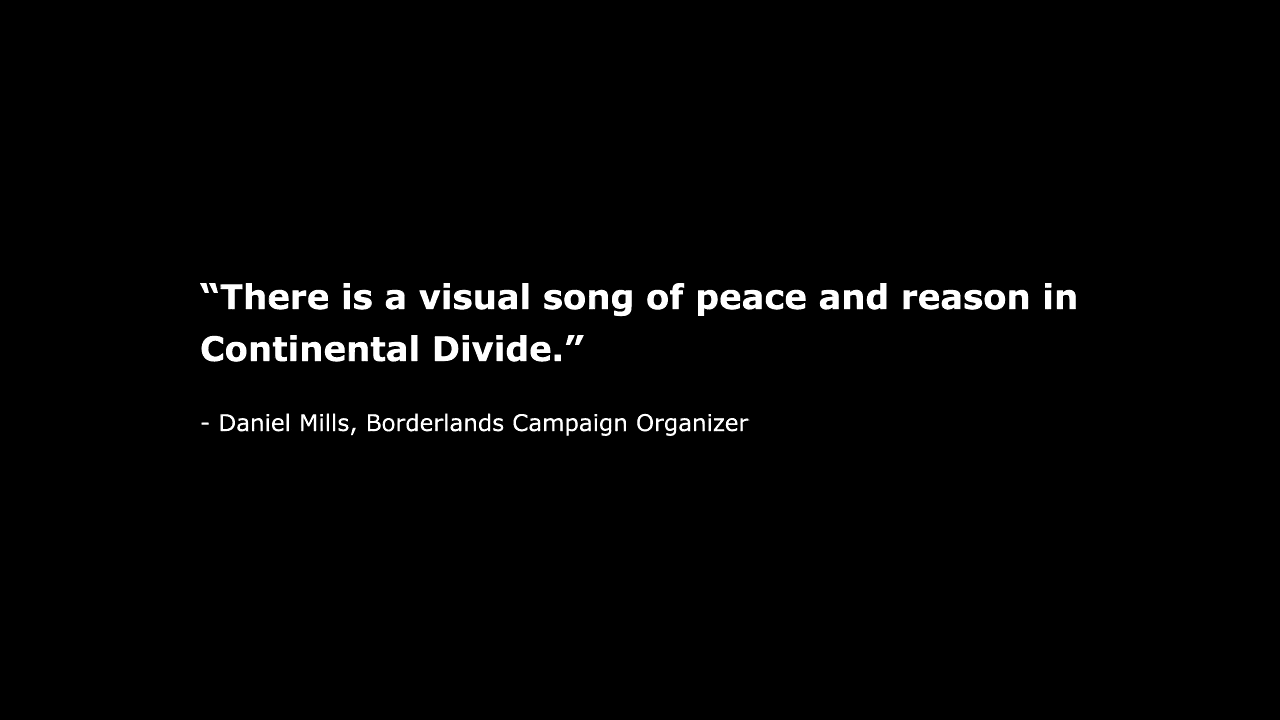 “There is a visual song of peace and reason in
Continental Divide.”
- Daniel Mills, Borderlands Campaign Organizer